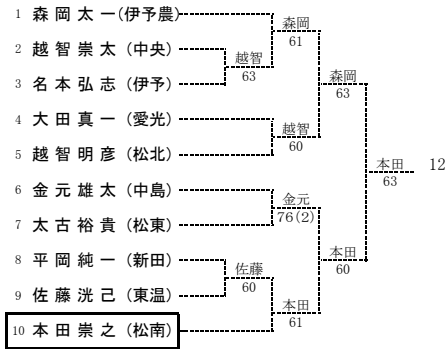 1 森岡太一(伊予農)
森岡
61
2 越智崇太(中央)
越智
63
3 名本弘志(伊予)
森岡
63
4 大田真一(愛光)
越智
60
5 越智明彦(松北)
本田
63
12
6 金元雄太(中島)
金元
76(2)
7 太古裕貴(松東)
本田
60
8 平岡純一(新田)
佐藤
60
9 佐藤洸己(東温)
本田
61
10 本田崇之(松南)